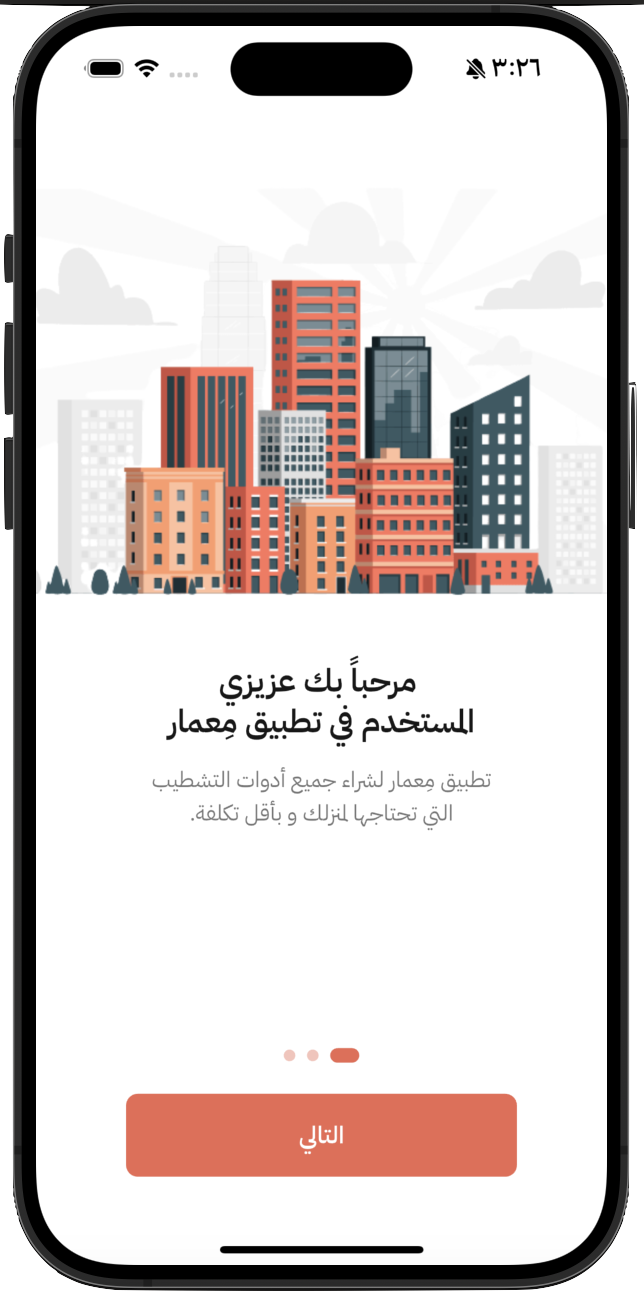 ٣:٢٦
مرحباً بك عزيزي
المستخدم في تطبيق مِعمار
تطبيق مِعمار لشراء جميع أدوات التشطيب
التي تحتاجها لمنزلك و بأقل تكلفة.
التالي